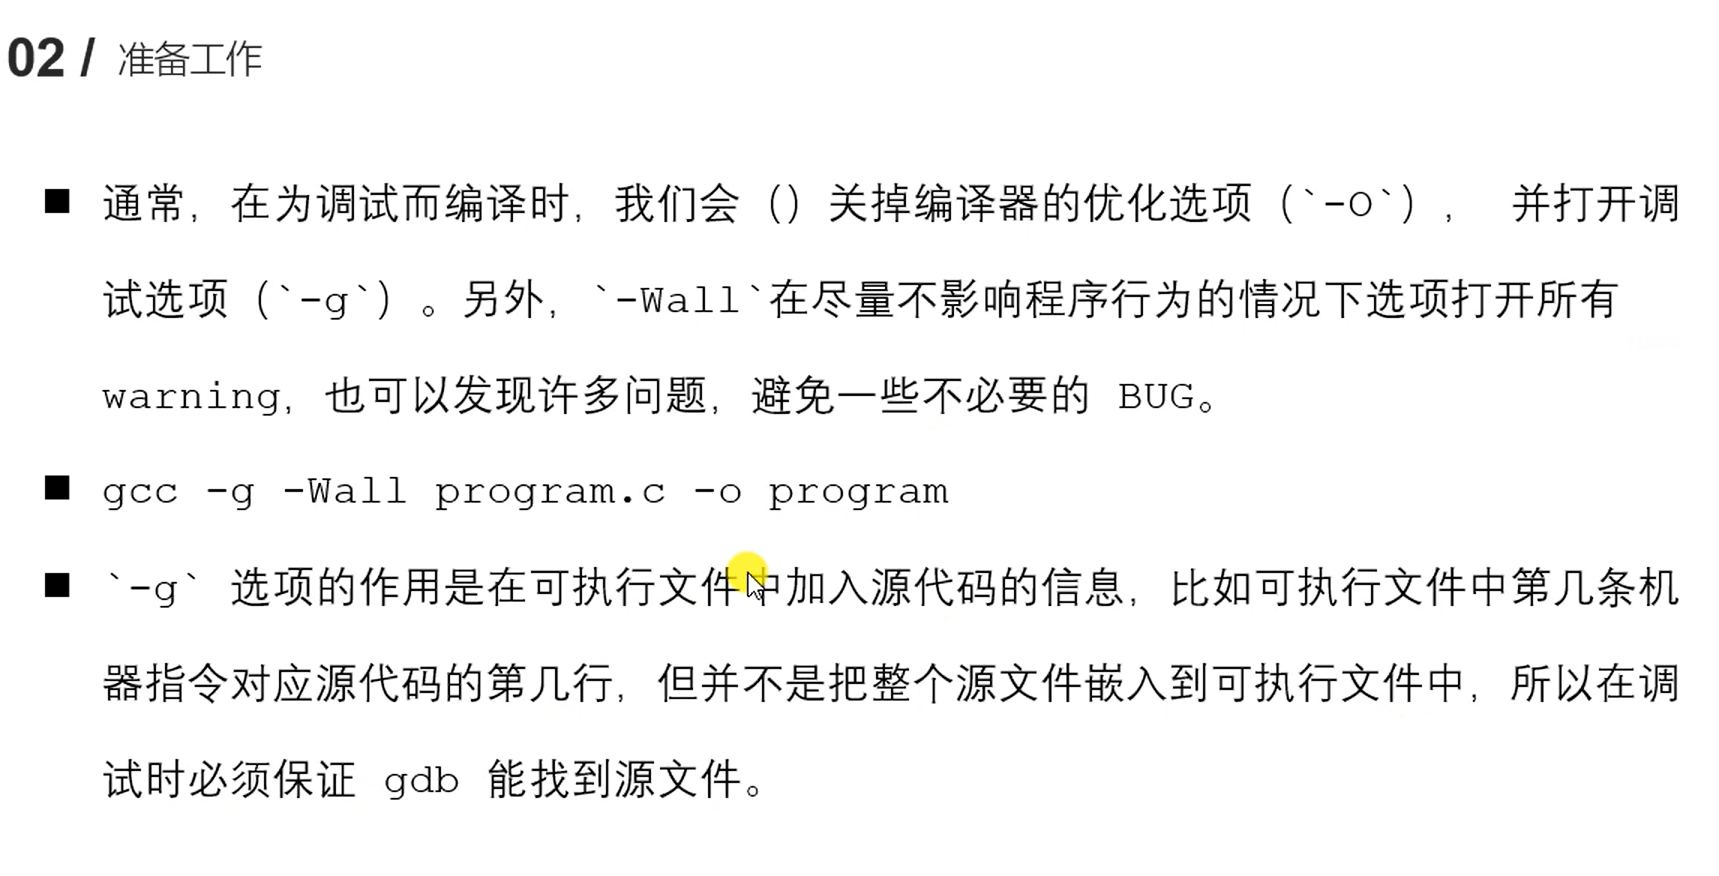 02 / 准备工作
■ 通常，在为调试而编译时，我们会（）关掉编译器的优化选项（`-O`）， 并打开调
试选项（`-g`）。另外，`-Wall`在尽量不影响程序行为的情况下选项打开所有
warning，也可以发现许多问题，避免一些不必要的 BUG。
■ gcc -g -Wall program.c -o program
■ `-g` 选项的作用是在可执行文件中加入源代码的信息，比如可执行文件中第几条机
器指令对应源代码的第几行，但并不是把整个源文件嵌入到可执行文件中，所以在调
试时必须保证 gdb 能找到源文件。